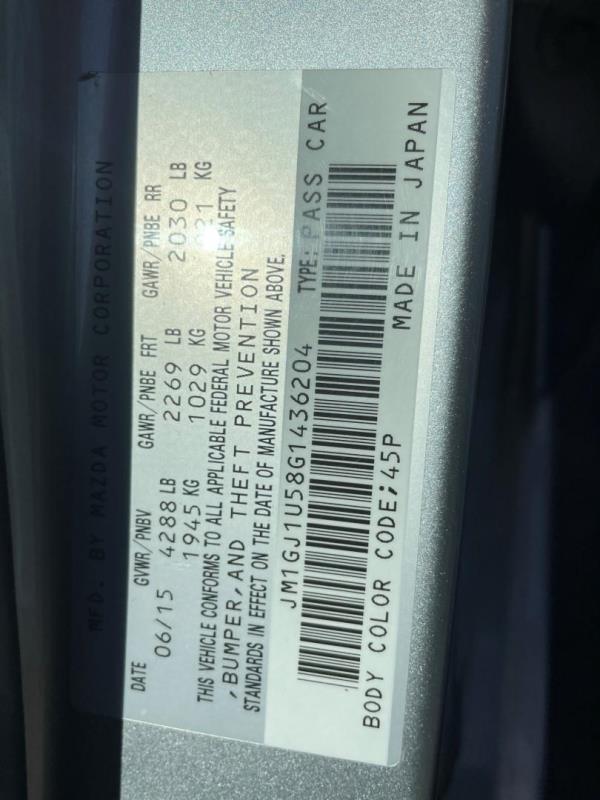 MFD. BY MAZDA MOTOR CORPORATION
DATE GVWR/PNBV GAWR/PNBE FRT GAWR/PNBE RR
06/15 4288 LB 2269 LB 2030 LB
1945 KG 1029 KG KG
THIS VEHICLE CONFORMS TO ALL APPLICABLE FEDERAL MOTOR VEHICLE SAFETY
,BUMPER, AND THEFT PREVENTION
STANDARDS IN EFFECT ON THE DATE OF MANUFACTURE SHOWN ABOVE.
JM1GJ1U58G1436204 TYPE: PASS CAR
BODY COLOR CODE;45P MADE IN JAPAN